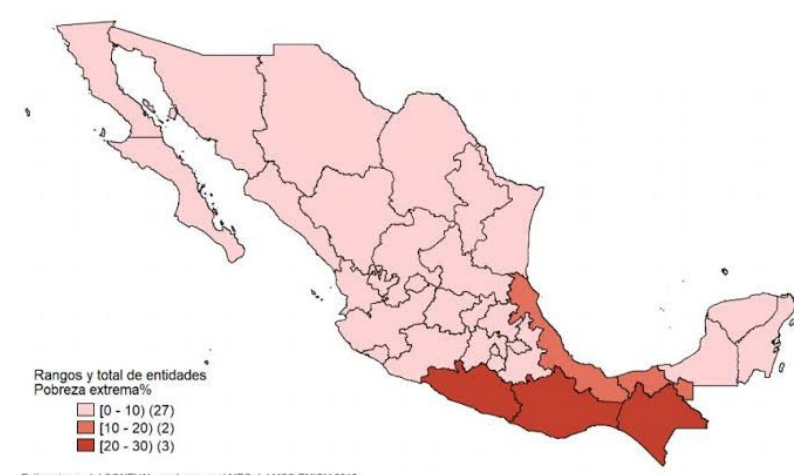 Rangos y total de entidades
Pobreza extrema%
[0 - 10) (27)
[10 - 20) (2)
[20 - 30) (3)